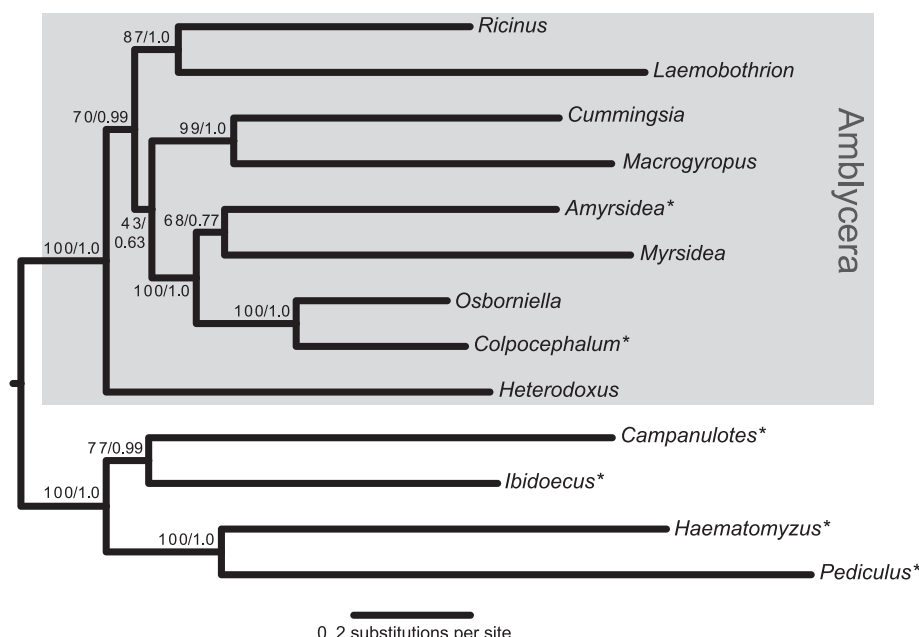 Ricinus
87/1.0
Laemobothrion
70/0.99
Cummingsia
99/1.0
Macrogyropus
Amblycera
Amyrsidea*
68/0.77
43/
0.63
Myrsidea
100/1.0
100/1.0
Osborniella
100/1.0
Colpocephalum*
Heterodoxus
Campanulotes*
77/0.99
Ibidoecus*
100/1.0
Haematomyzus*
100/1.0
Pediculus*
0. 2 substitutions per site